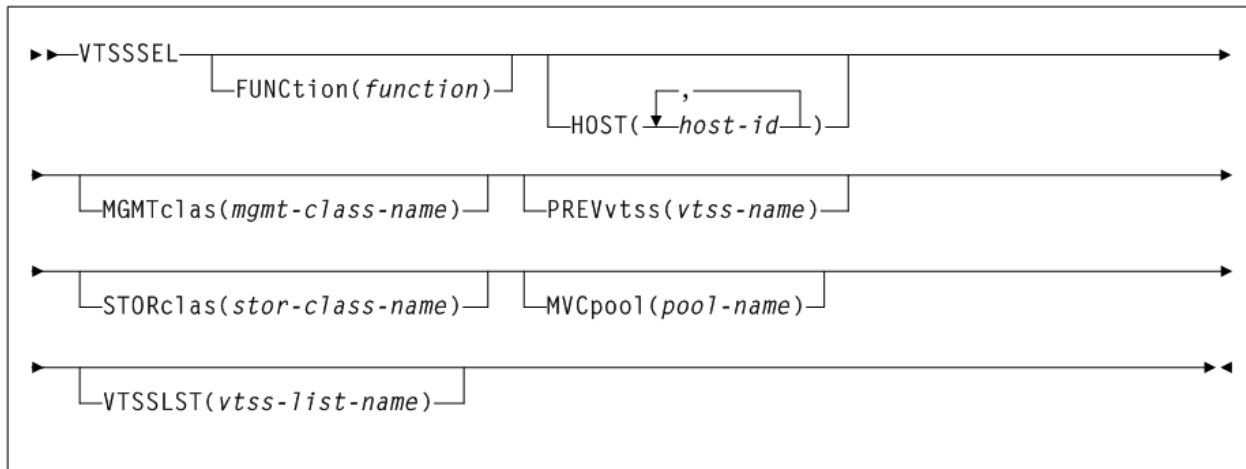 VTSSSEL
FUNCtion(function)
,
HOST(host-id)
MGMTclas(mgmt-class-name) PREVvtss(vtss-name)
STORclas(stor-class-name) MVCpool(pool-name)
VTSSLST(vtss-list-name)